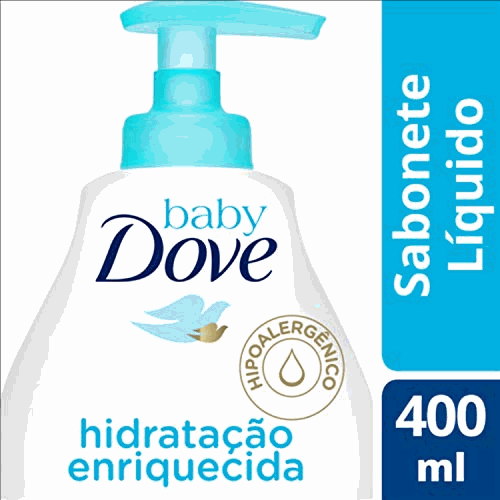 baby
Dove
HIPOALERGÊNICO
hidratação
enriquecida
Sabonete
Líquido
400
ml